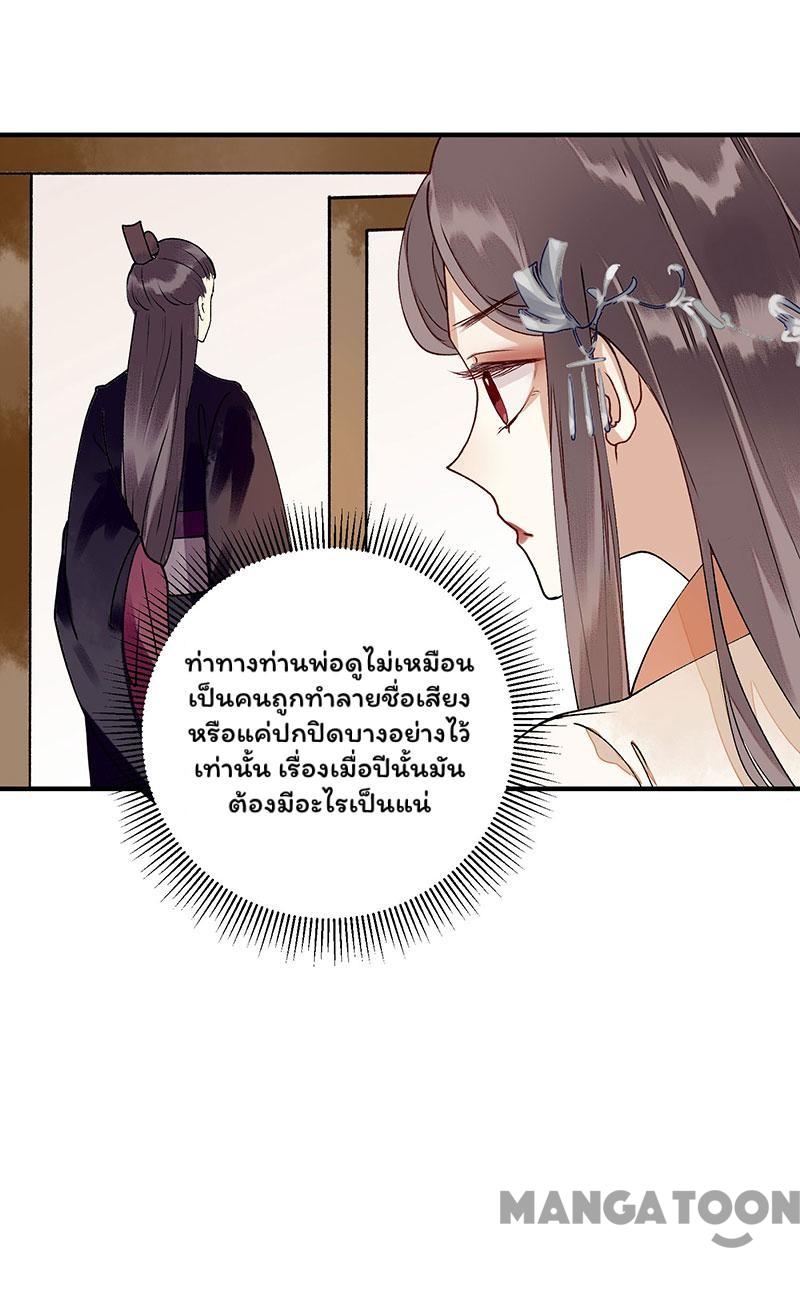 ท่าทางท่านพ่อดูไม่เหมือน
เป็นคนถูกทำลายชื่อเสียง
หรือแค่ปกปิดบางอย่างไว้
เท่านั้น เรื่องเมื่อปีนั้นมัน
ต้องมีอะไรเป็นแน่
MANGATOON